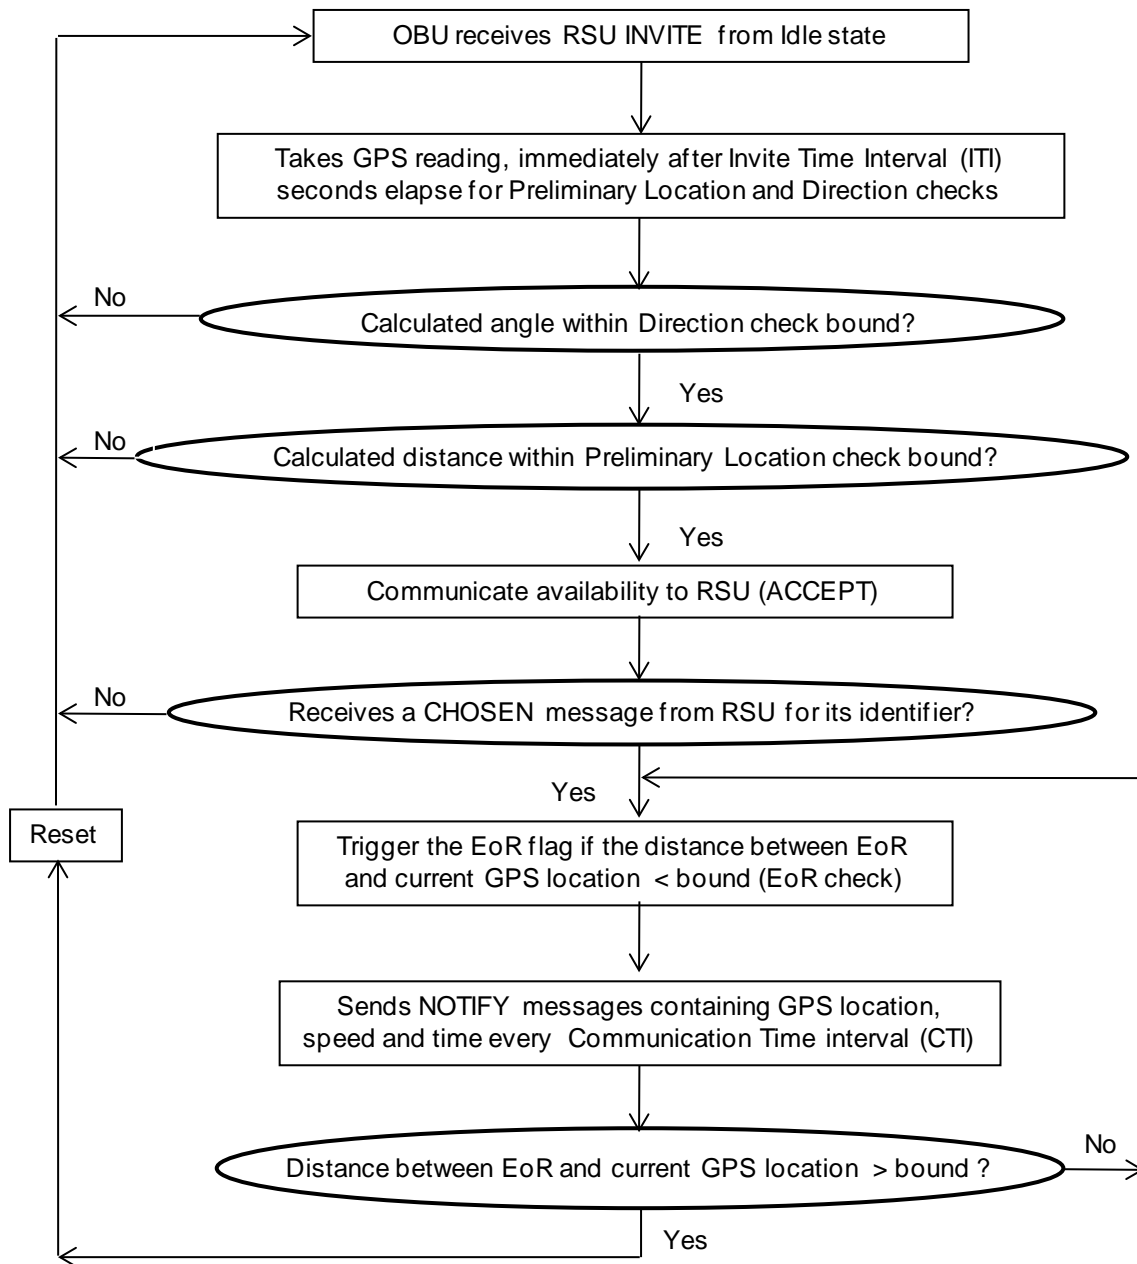 OBU receives RSU INVITE from Idle state
Takes GPS reading, immediately after Invite Time Interval (ITI)
seconds elapse for Preliminary Location and Direction checks
No
Calculated angle within Direction check bound?
Yes
No
Calculated distance within Preliminary Location check bound?
Yes
Communicate availability to RSU (ACCEPT)
No
Receives a CHOSEN message from RSU for its identifier?
Yes
Reset
Trigger the EoR flag if the distance between EoR
and current GPS location < bound (EoR check)
Sends NOTIFY messages containing GPS location,
speed and time every Communication Time interval (CTI)
Distance between EoR and current GPS location > bound ?
No
Yes